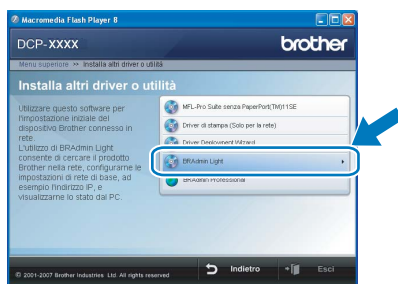 Macromedia Flash Player 8
DCP-XXXX
brother
Menu superiore >> Installa altri driver o utilità
Installa altri driver o utilità
Utilizzare questo software per
l'impostazione iniziale del
dispositivo Brother connesso in
rete.
L'utilizzo di BRAdmin Light
consente di cercare il prodotto
Brother nella rete, configurarne le
impostazioni di rete di base, ad
esempio l'indirizzo IP, e
visualizzarne lo stato dal PC.
MFL-Pro Suite senza PaperPort(TM)11SE
Driver di stampa (Solo per la rete)
Driver Deployment Wizard
BRAdmin Light
BRAdmin Professional
© 2001-2007 Brother Industries Ltd. All rights reserved
Indietro
Esci